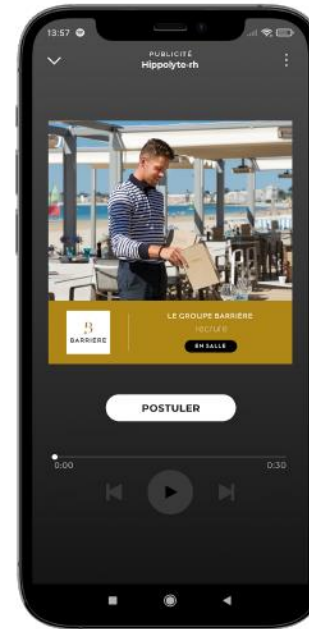 13:57
PUBLICITÉ
Hippolyte-rh
B
BARRIÈRE
LE GROUPE BARRIÈRE
recrute
EN SALLE
POSTULER
0:00
0:30